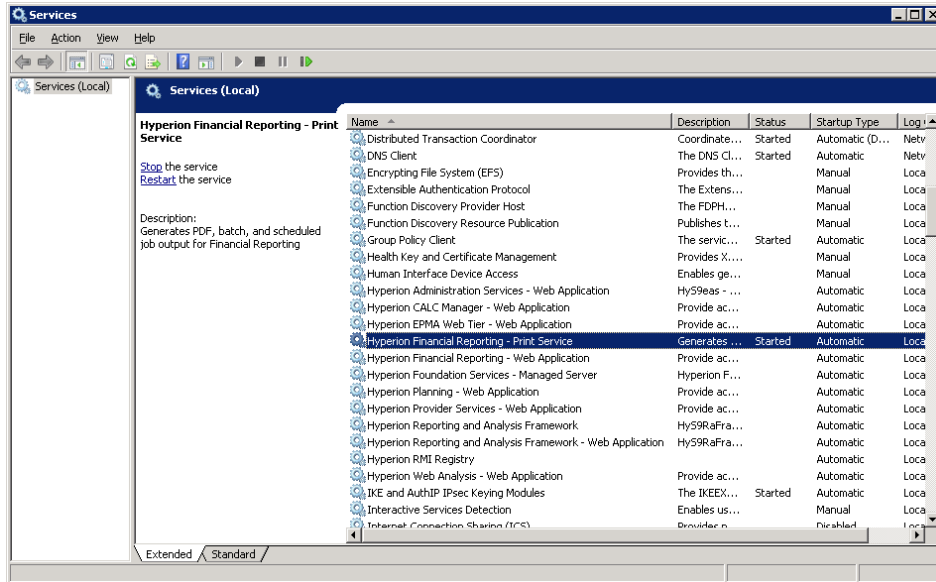 Services
File Action View Help
Services (Local)
Services (Local)
Hyperion Financial Reporting - Print Service
Stop the service
Restart the service
Description:
Generates PDF, batch, and scheduled
job output for Financial Reporting
Name Description Status Startup Type Log
Distributed Transaction Coordinator Coordinate... Started Automatic (D... Netw
DNS Client The DNS Cl... Started Automatic Netw
Encrypting File System (EFS) Provides th... Manual Loca
Extensible Authentication Protocol The Extens... Manual Loca
Function Discovery Provider Host The FDPH... Manual Loca
Function Discovery Resource Publication Publishes t... Manual Loca
Group Policy Client The servic... Started Automatic Loca
Health Key and Certificate Management Provides X.... Manual Loca
Human Interface Device Access Enables ge... Manual Loca
Hyperion Administration Services - Web Application HyS9eas - ... Automatic Loca
Hyperion CALC Manager - Web Application Provide ac... Automatic Loca
Hyperion EPMA Web Tier - Web Application Provide ac... Automatic Loca
Hyperion Financial Reporting - Print Service Generates ... Started Automatic Loca
Hyperion Financial Reporting - Web Application Provide ac... Automatic Loca
Hyperion Foundation Services - Managed Server Hyperion F... Automatic Loca
Hyperion Planning - Web Application Provide ac... Automatic Loca
Hyperion Provider Services - Web Application Provide ac... Automatic Loca
Hyperion Reporting and Analysis Framework HyS9RaFra... Automatic Loca
Hyperion Reporting and Analysis Framework - Web Application HyS9RaFra... Automatic Loca
Hyperion RMI Registry Automatic Loca
Hyperion Web Analysis - Web Application Provide ac... Automatic Loca
IKE and AuthIP IPsec Keying Modules The IKEEX... Started Automatic Loca
Interactive Services Detection Enables us... Manual Loca
Internet Connection Sharing (ICS) Provides n... Disabled Loca
Extended Standard